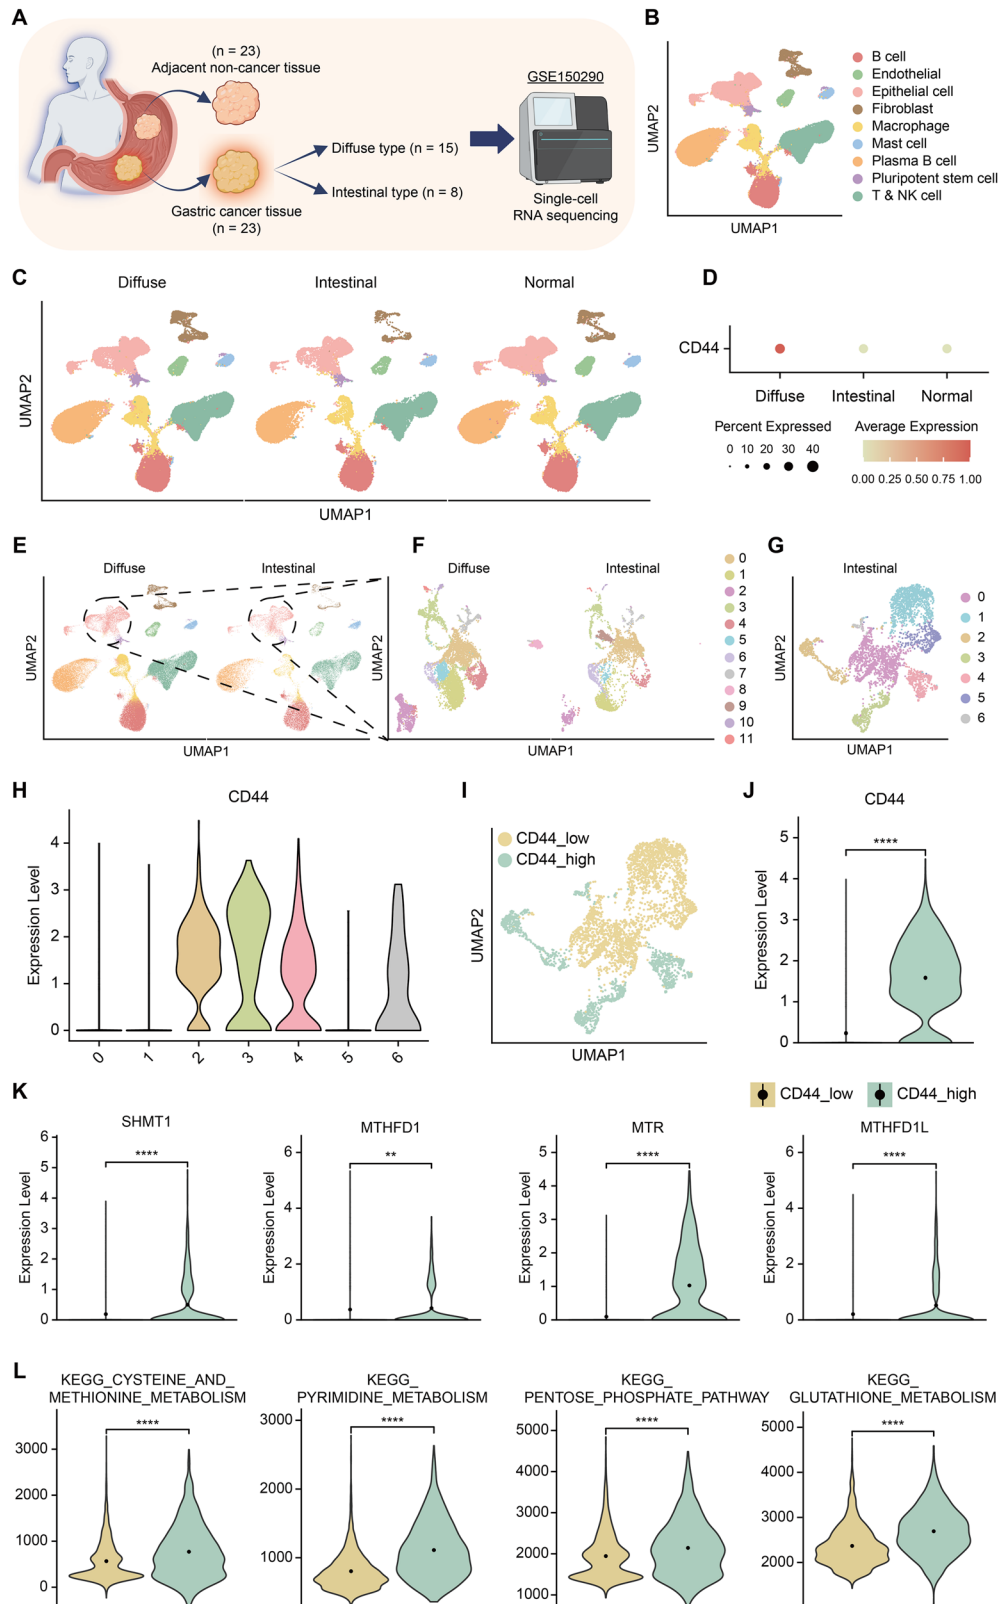 A
(n = 23)
Adjacent non-cancer tissue
Gastric cancer tissue
(n = 23)
Diffuse type (n = 15)
Intestinal type (n = 8)
GSE150290
Single-cell
RNA sequencing
B
UMAP2
UMAP1
B cell
Endothelial
Epithelial cell
Fibroblast
Macrophage
Mast cell
Plasma B cell
Pluripotent stem cell
T & NK cell
C
Diffuse
Intestinal
Normal
UMAP2
UMAP1
D
CD44
Diffuse
Intestinal
Normal
Percent Expressed
0 10 20 30 40
Average Expression
0.00 0.25 0.50 0.75 1.00
E
Diffuse
Intestinal
UMAP2
UMAP1
F
Diffuse
Intestinal
UMAP2
UMAP1
0
1
2
3
4
5
6
7
8
9
10
11
G
Intestinal
UMAP2
UMAP1
0
1
2
3
4
5
6
H
CD44
Expression Level
4
3
2
1
0
0 1 2 3 4 5 6
I
CD44_low
CD44_high
UMAP2
UMAP1
J
CD44
Expression Level
5
4
3
2
1
0
****
K
CD44_low
CD44_high
SHMT1
Expression Level
6
5
4
3
2
1
0
****
MTHFD1
Expression Level
6
4
2
0
**
MTR
Expression Level
5
4
3
2
1
0
****
MTHFD1L
Expression Level
6
4
2
0
****
L
KEGG_CYSTEINE_AND_
METHIONINE_METABOLISM
3000
2000
1000
0
****
KEGG_
PYRIMIDINE_METABOLISM
3000
2000
1000
****
KEGG_
PENTOSE_PHOSPHATE_PATHWAY
5000
4000
3000
2000
1000
****
KEGG_
GLUTATHIONE_METABOLISM
5000
4000
3000
2000
****